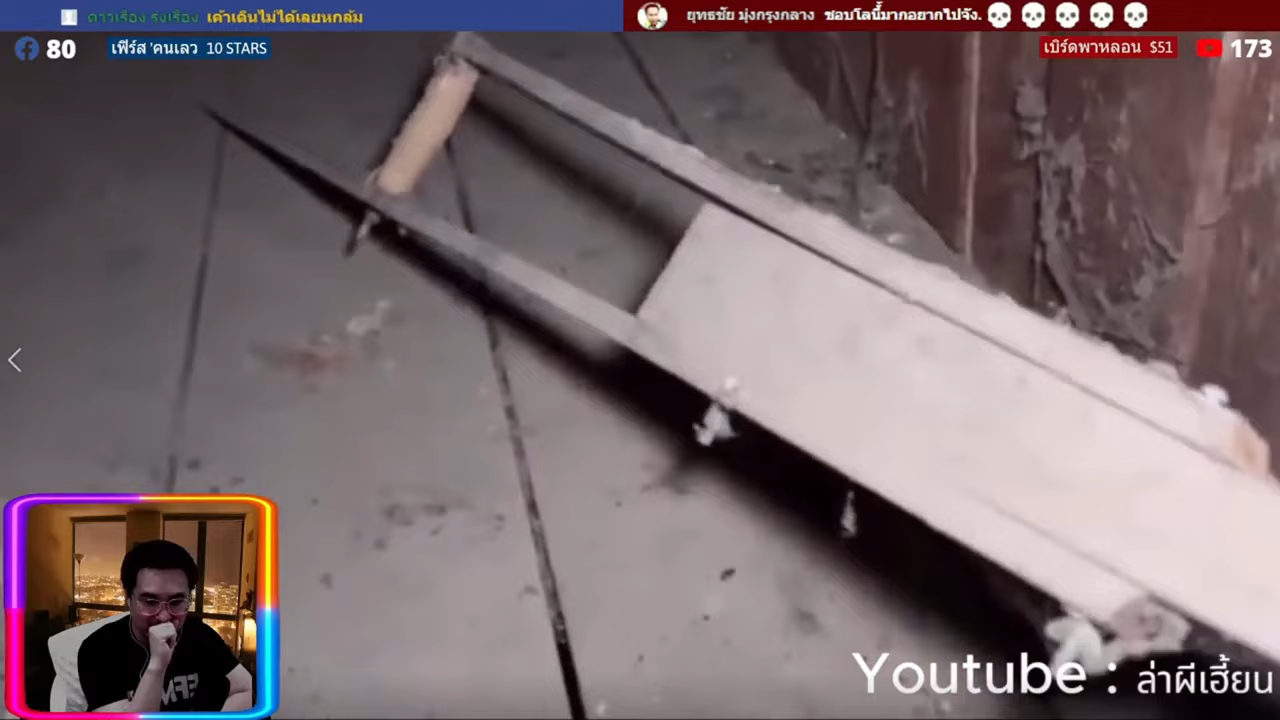 ดาวเรือง รุ่งเรือง เค้าเดินไม่ได้เลยหกล้ม
ยุทธชัย มุ่งกรุงกลาง ชอบโลนี้มากอยากไปจัง.
80 เฟิร์ส 'คนเลว 10 STARS
เบิร์ดพาหลอน $51 173
Youtube : ล่าผีเฮี้ยน